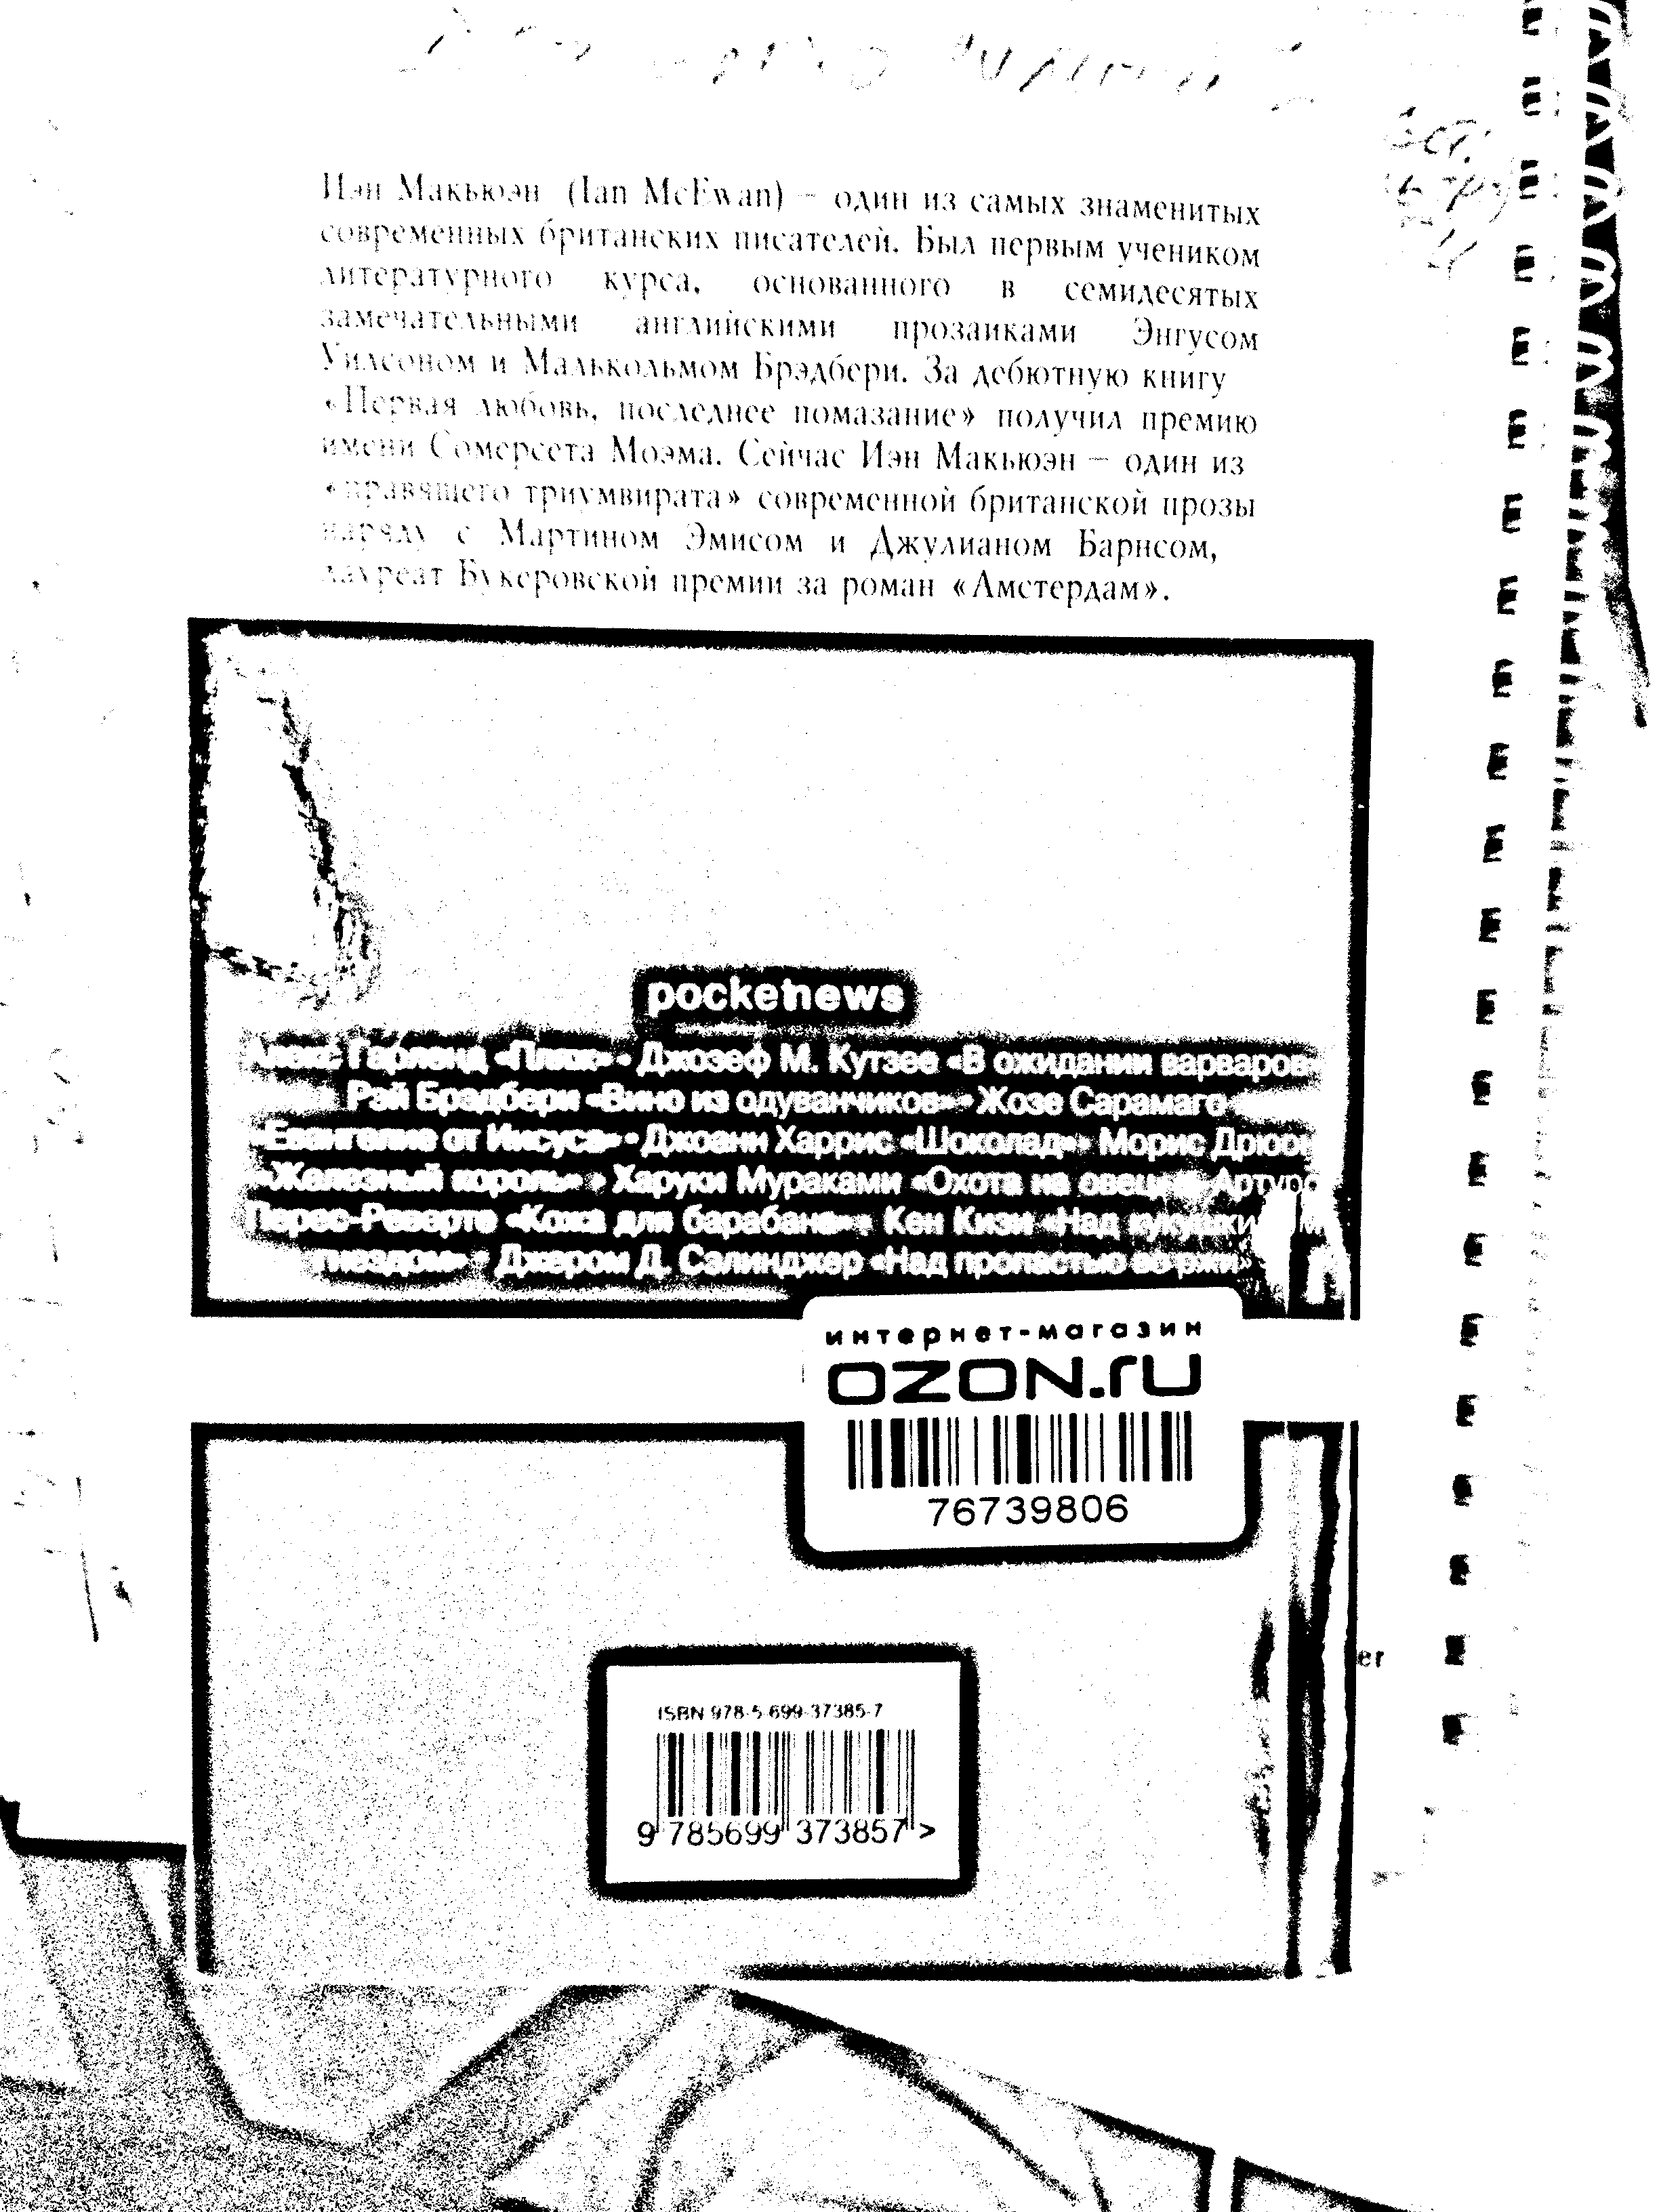 Иэн Макьюэн (Ian McEwan) – один из самых знаменитых
современных британских писателей. Был первым учеником
литературного курса, основанного в семидесятых
замечательными английскими прозаиками Энгусом
Уилсоном и Малькольмом Брэдбери. За дебютную книгу
«Первая любовь, последнее помазание» получил премию
имени Сомерсета Моэма. Сейчас Иэн Макьюэн – один из
«правящего триумвирата» современной британской прозы
наряду с Мартином Эмисом и Джулианом Барнсом,
лауреат Букеровской премии за роман «Амстердам».
pocketnews
Алекс Гарленд «Пляж» • Джозеф М. Кутзее «В ожидании варваров»
Рэй Брэдбери «Вино из одуванчиков» • Жозе Сарамаго
«Евангелие от Иисуса» • Джоанн Харрис «Шоколад» • Морис Дрюон
«Железный король» • Харуки Мураками «Охота на овец» • Артуро
Перес-Реверте «Кожа для барабана» • Кен Кизи «Над кукушкиным
гнездом» • Джером Д. Сэлинджер «Над пропастью во ржи»
интернет-магазин
OZON.ru
76739806
er
ISBN 978-5-699-37385-7
9 785699 373857 >